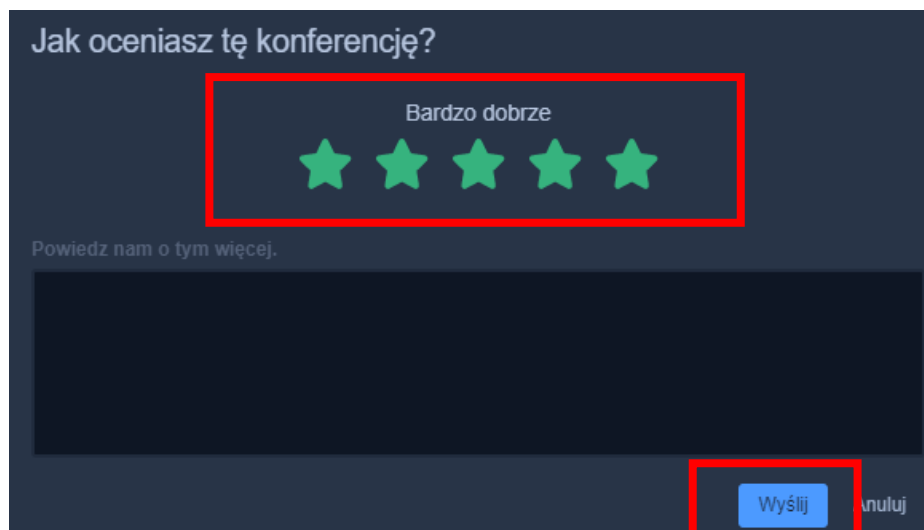 Jak oceniasz tę konferencję?
Bardzo dobrze
Powiedz nam o tym więcej.
Wyślij Anuluj